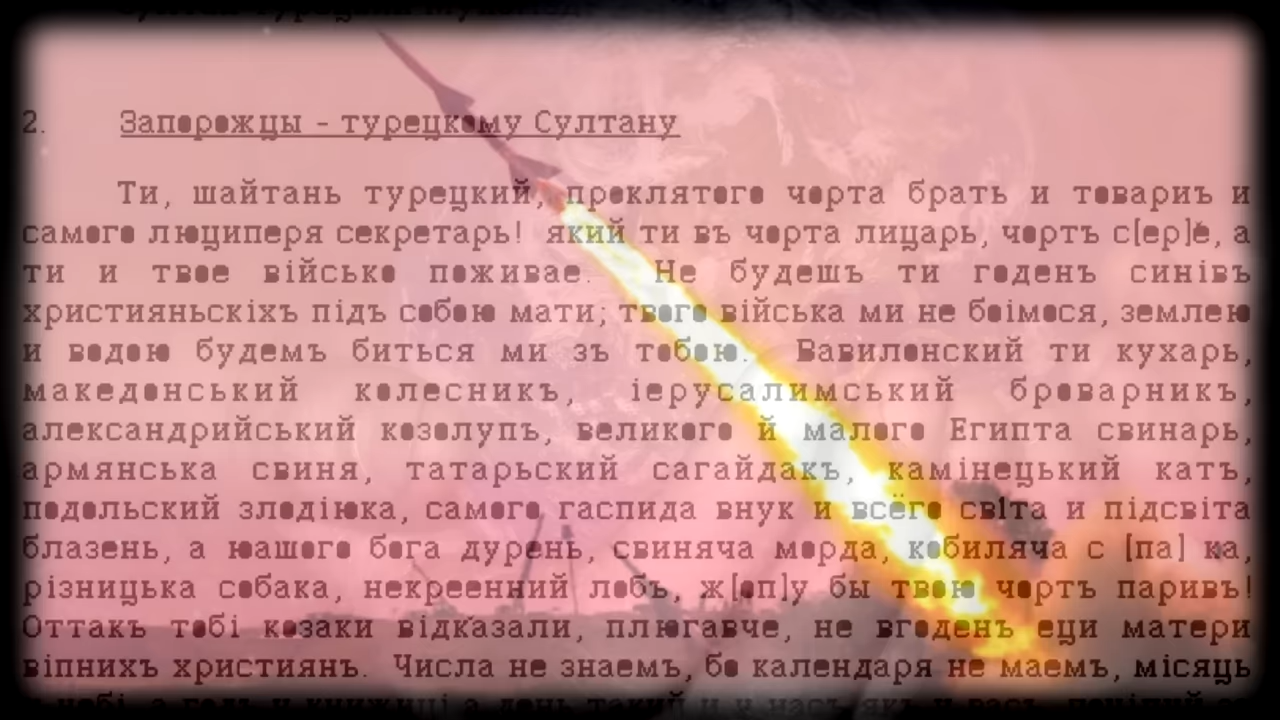 2. Запорожцы - турецкому Султану
Ти, шайтань турецкий, проклятого чорта брать и товариъ и
самого люциперя секретарь! який ти въ чорта лицарь, чортъ с[ер]е, а
ти и твое військо поживае. Не будешъ ти годенъ синівъ
християньскіхъ підъ собою мати; твого війська ми не боімося, землею
и водою будемъ биться ми зъ тобою. Вавилонский ти кухарь,
македонський колесникъ, іерусалимський броварникъ,
александрийський козолупъ, великого й малого Египта свинарь,
армянська свиня, татарьский сагайдакъ, камінецький катъ,
подольский злодіюка, самого гаспида внук и всёго світа и підсвіта
блазень, а юашого бога дурень, свиняча морда, кобиляча с [па] ка,
різницька собака, некреенний лобъ, ж[оп]у бы твою чортъ паривъ!
Оттакъ тобі козаки відказали, плюгавче, не вгоденъ еци матери
віпнихъ християнъ. Числа не знаемъ, бо календаря не маемъ, місяць